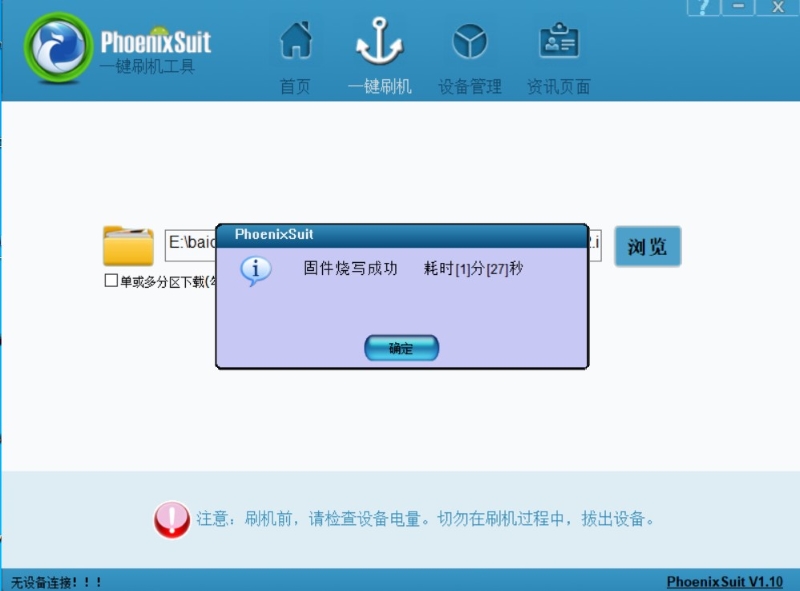 PhoenixSuit
一键刷机工具
首页
一键刷机
设备管理
资讯页面
PhoenixSuit
E:\baid
2.i
浏览
固件烧写成功 耗时[1]分[27]秒
单或多分区下载(勾
确定
注意：刷机前，请检查设备电量。切勿在刷机过程中，拔出设备。
无设备连接！！！
PhoenixSuit V1.10